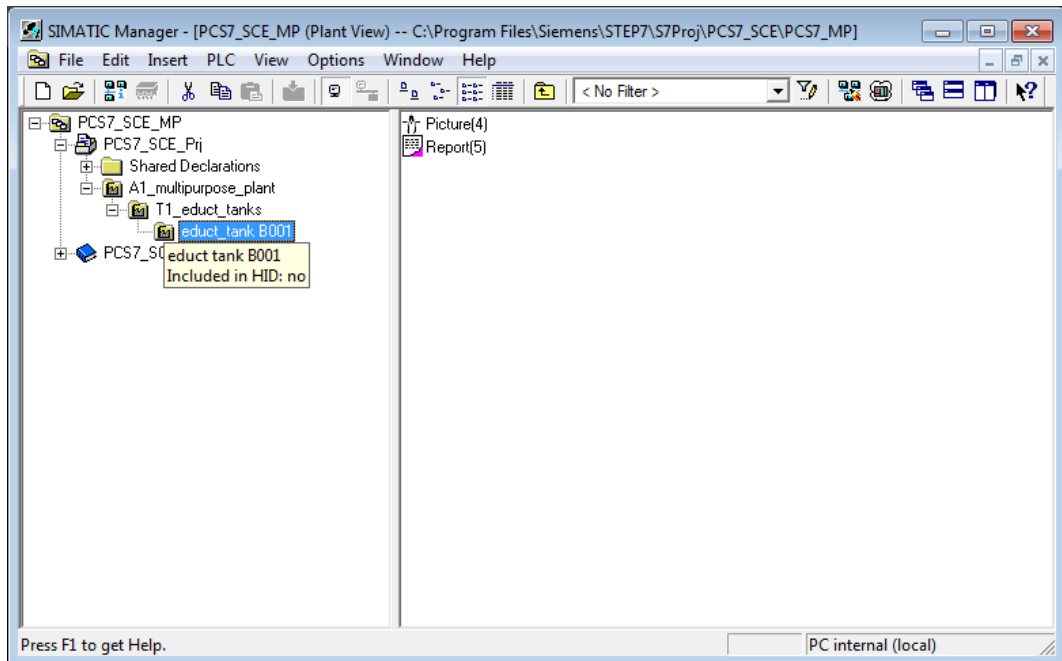 SIMATIC Manager - [PCS7_SCE_MP (Plant View) -- C:\Program Files\Siemens\STEP7\S7Proj\PCS7_SCE\PCS7_MP]
File Edit Insert PLC View Options Window Help
< No Filter >
PCS7_SCE_MP
PCS7_SCE_Prj
Shared Declarations
A1_multipurpose_plant
T1_educt_tanks
educt_tank B001
PCS7_SC
educt tank B001
Included in HID: no
Picture(4)
Report(5)
Press F1 to get Help.
PC internal (local)